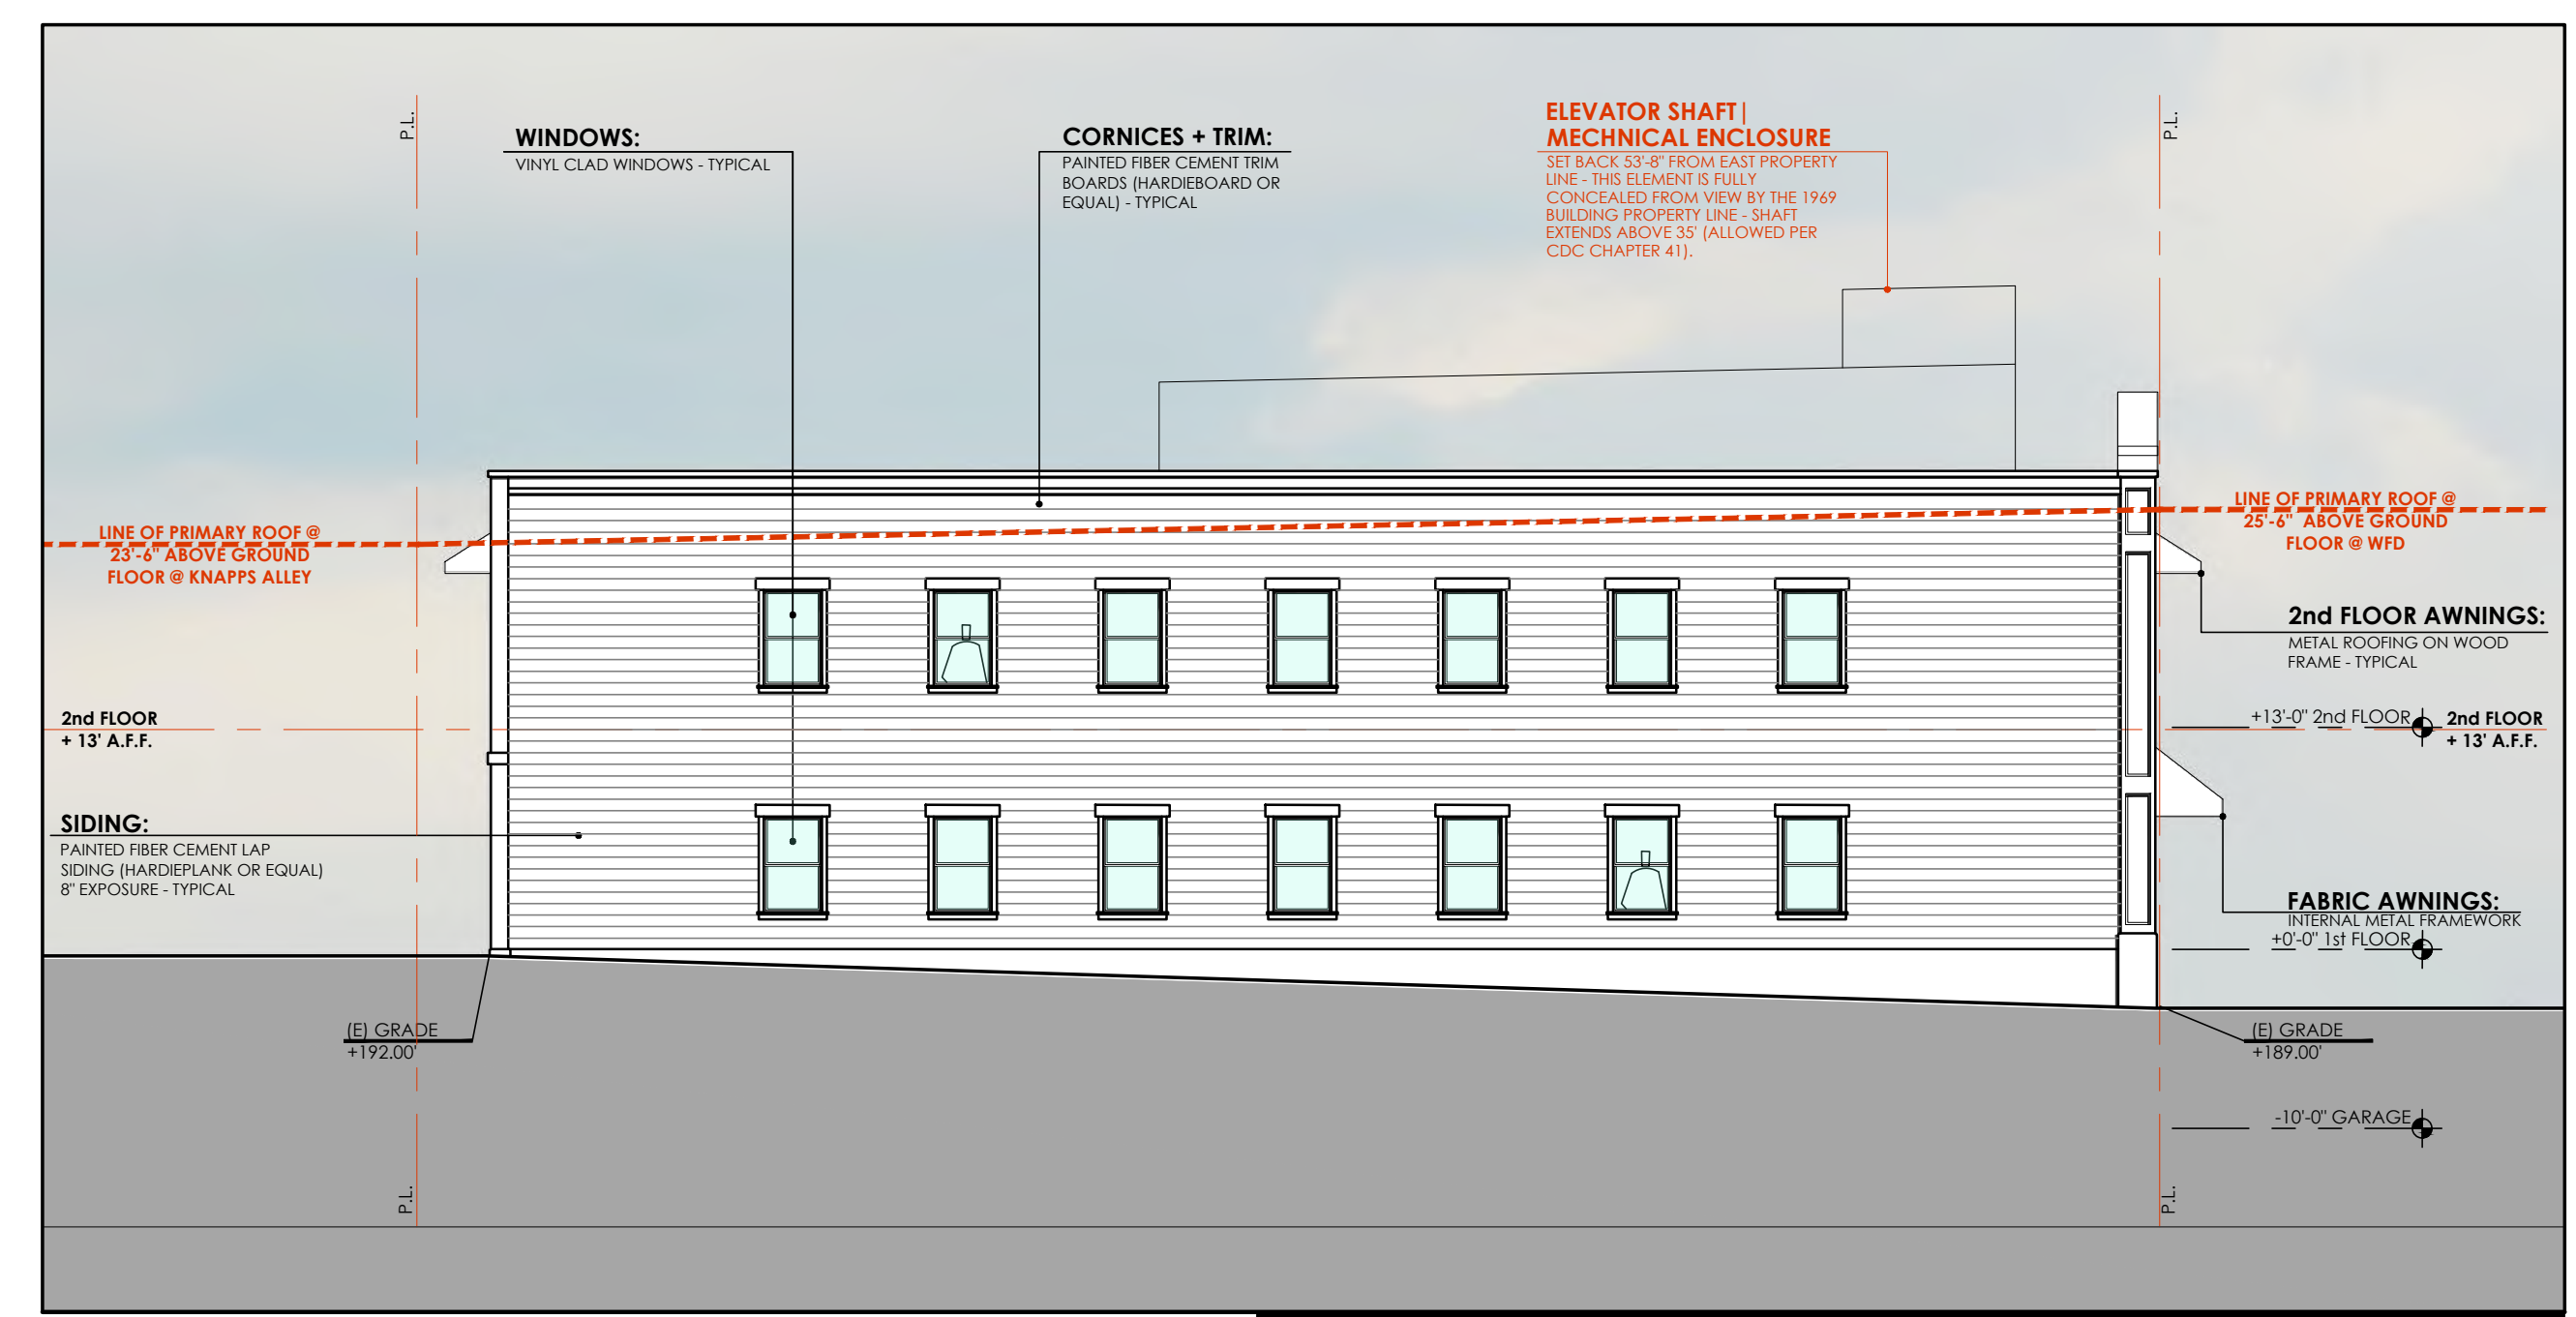 P.L.
P.L.
WINDOWS:
VINYL CLAD WINDOWS - TYPICAL
CORNICES + TRIM:
PAINTED FIBER CEMENT TRIM
BOARDS (HARDIEBOARD OR
EQUAL) - TYPICAL
ELEVATOR SHAFT|
MECHNICAL ENCLOSURE
SET BACK 53'-8" FROM EAST PROPERTY
LINE - THIS ELEMENT IS FULLY
CONCEALED FROM VIEW BY THE 1969
BUILDING PROPERTY LINE - SHAFT
EXTENDS ABOVE 35' (ALLOWED PER
CDC CHAPTER 41).
LINE OF PRIMARY ROOF @
23'-6" ABOVE GROUND
FLOOR @ KNAPPS ALLEY
LINE OF PRIMARY ROOF @
25'-6" ABOVE GROUND
FLOOR @ WFD
2nd FLOOR AWNINGS:
METAL ROOFING ON WOOD
FRAME - TYPICAL
2nd FLOOR
+ 13' A.F.F.
+13'-0" 2nd FLOOR
2nd FLOOR
+ 13' A.F.F.
SIDING:
PAINTED FIBER CEMENT LAP
SIDING (HARDIEPLANK OR EQUAL)
8" EXPOSURE - TYPICAL
FABRIC AWNINGS:
INTERNAL METAL FRAMEWORK
+0'-0" 1st FLOOR
(E) GRADE
+192.00'
(E) GRADE
+189.00'
-10'-0" GARAGE
P.L.
P.L.